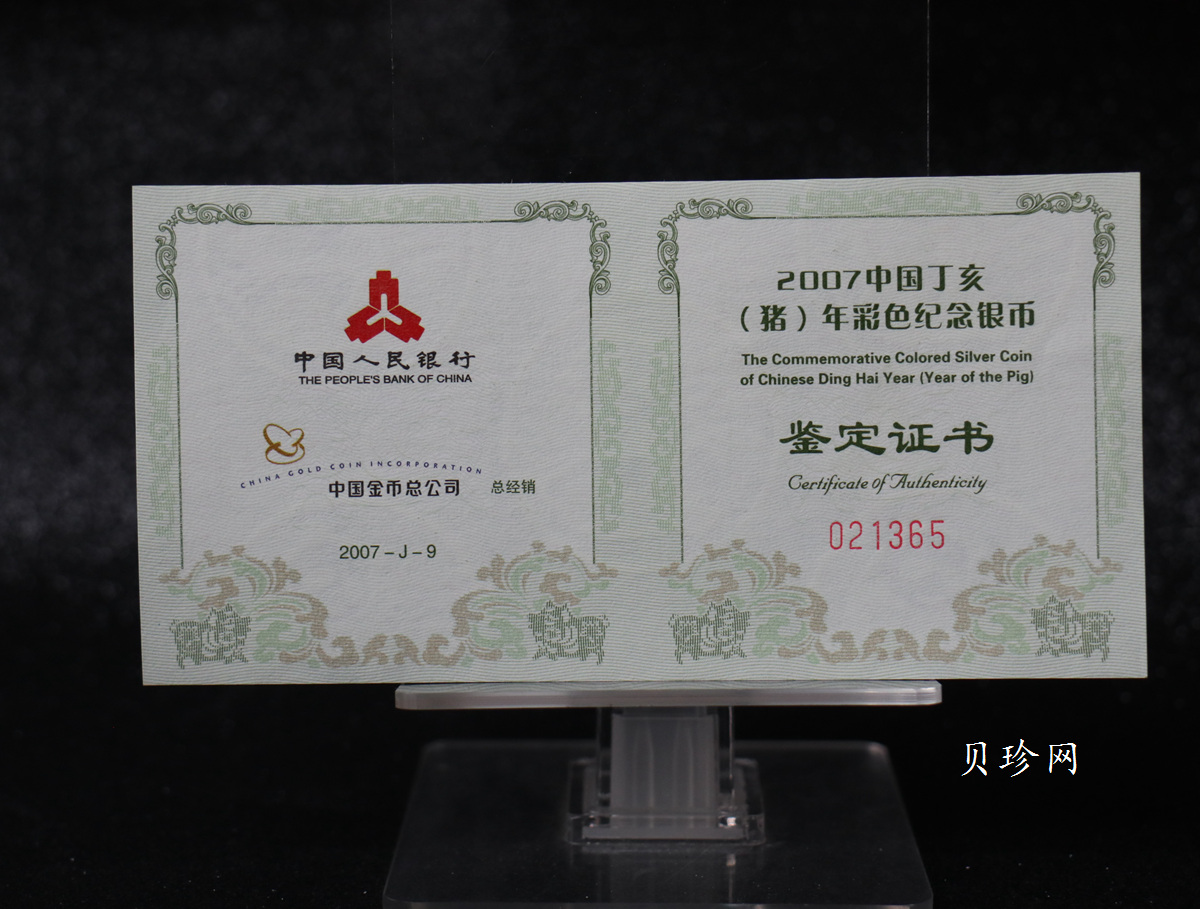 中国人民银行
THE PEOPLE'S BANK OF CHINA
CHINA GOLD COIN INCORPORATION
中国金币总公司 总经销
2007-J-9
2007中国丁亥
（猪）年彩色纪念银币
The Commemorative Colored Silver Coin
of Chinese Ding Hai Year (Year of the Pig)
鉴定证书
Certificate of Authenticity
021365
贝珍网